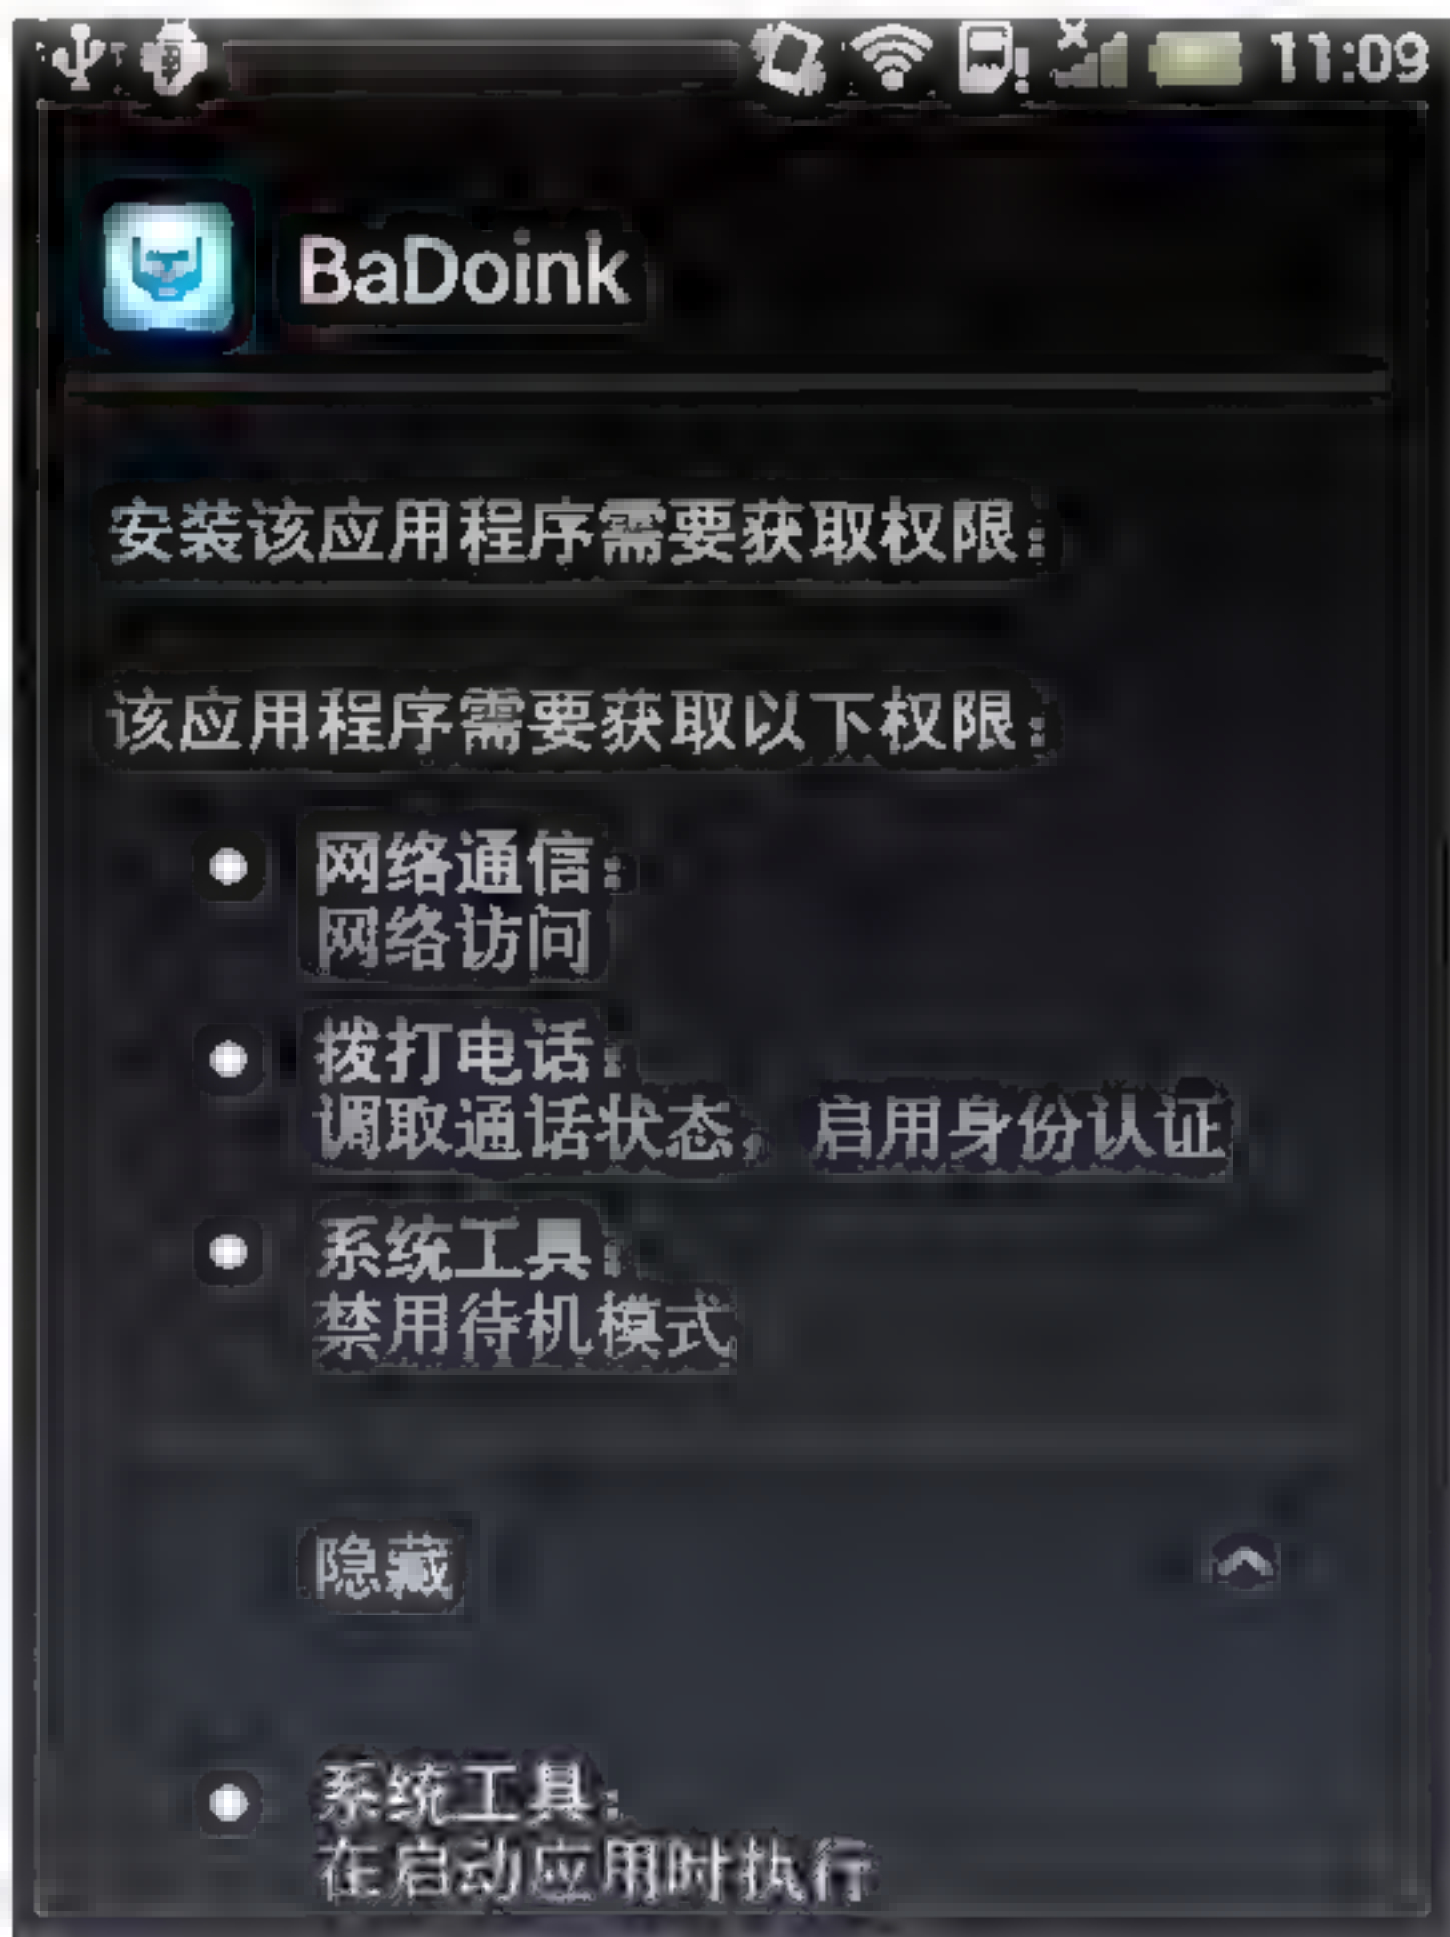 11:09
BaDoink
安装该应用程序需要获取权限：
该应用程序需要获取以下权限：
网络通信：
网络访问
拨打电话：
调取通话状态，启用身份认证
系统工具：
禁用待机模式
隐藏
系统工具：
在启动应用时执行